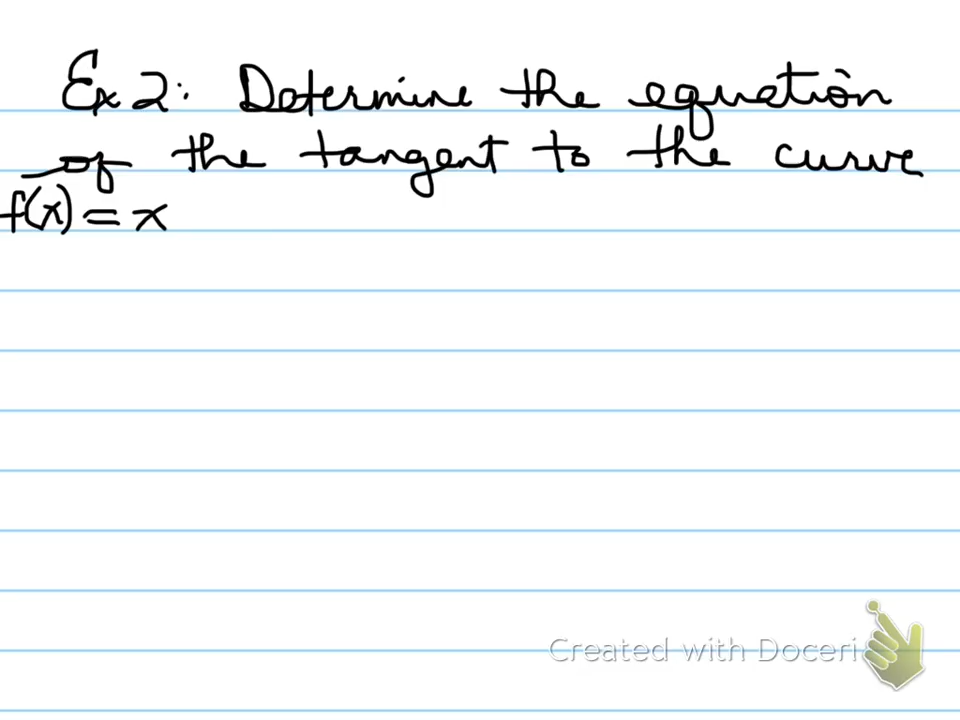 Ex 2: Determine the equation
of the tangent to the curve
f(x) = x
Created with Doceri